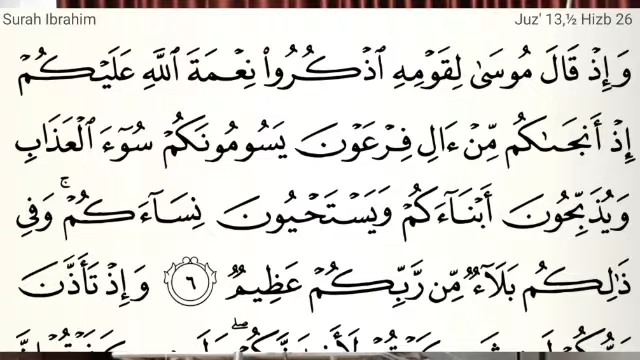 Surah Ibrahim
Juz' 13,½ Hizb 26
وَإِذْ قَالَ مُوسَىٰ لِقَوْمِهِ ٱذْكُرُوا۟ نِعْمَةَ ٱللَّهِ عَلَيْكُمْ
إِذْ أَنجَىٰكُم مِّنْ ءَالِ فِرْعَوْنَ يَسُومُونَكُمْ سُوٓءَ ٱلْعَذَابِ
وَيُذَبِّحُونَ أَبْنَآءَكُمْ وَيَسْتَحْيُونَ نِسَآءَكُمْ ۚ وَفِى
ذَٰلِكُم بَلَآءٌ مِّن رَّبِّكُمْ عَظِيمٌ ٦ وَإِذْ تَأَذَّنَ